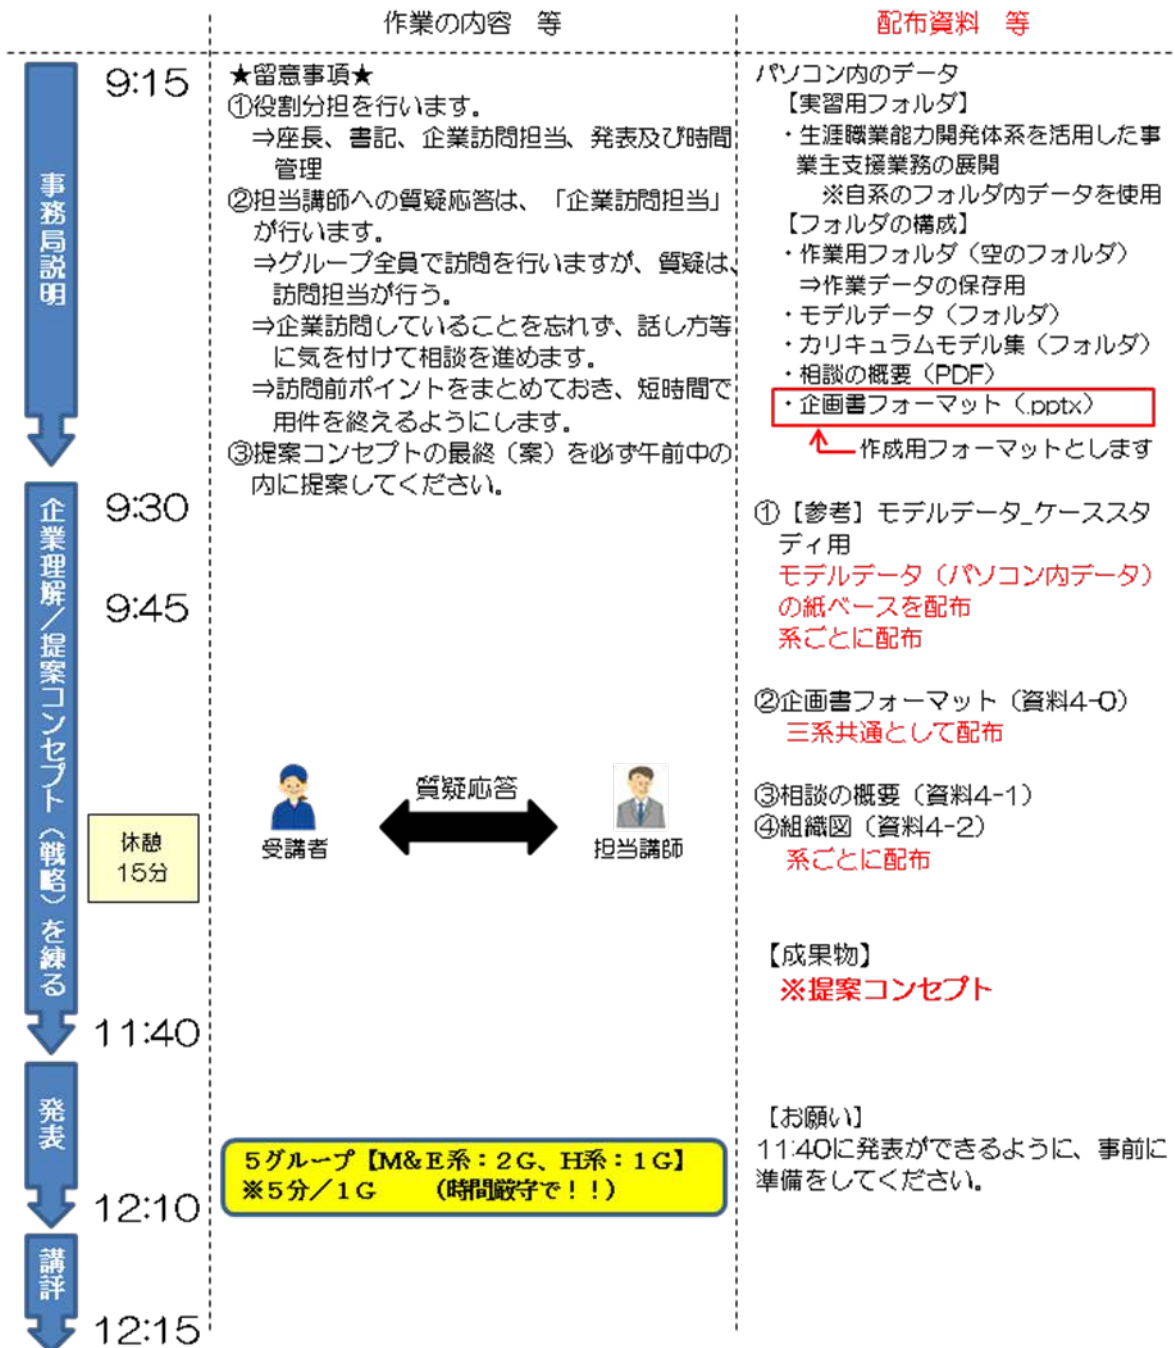 作業の内容　等
配布資料　等
事務局説明
9:15
★留意事項★
①役割分担を行います。
⇒座長、書記、企業訪問担当、発表及び時間
管理
②担当講師への質疑応答は、「企業訪問担当」
が行います。
⇒グループ全員で訪問を行いますが、質疑は、
訪問担当が行う。
⇒企業訪問していることを忘れず、話し方等
に気を付けて相談を進めます。
⇒訪問前ポイントをまとめておき、短時間で
用件を終えるようにします。
③提案コンセプトの最終（案）を必ず午前中の
内に提案してください。
パソコン内のデータ
【実習用フォルダ】
・生涯職業能力開発体系を活用した事
業主支援業務の展開
※自系のフォルダ内データを使用
【フォルダの構成】
・作業用フォルダ（空のフォルダ）
⇒作業データの保存用
・モデルデータ（フォルダ）
・カリキュラムモデル集（フォルダ）
・相談の概要（PDF）
・企画書フォーマット（.pptx）
作成用フォーマットとします
企業理解／提案コンセプト（戦略）を練る
9:30
9:45
休憩
15分
受講者
質疑応答
担当講師
①【参考】モデルデータ_ケーススタ
ディ用
モデルデータ（パソコン内データ）
の紙ベースを配布
系ごとに配布
②企画書フォーマット（資料4-0）
三系共通として配布
③相談の概要（資料4-1）
④組織図（資料4-2）
系ごとに配布
【成果物】
※提案コンセプト
11:40
発表
5グループ【M&E系：2G、H系：1G】
※5分／1G　（時間厳守で！！）
【お願い】
11:40に発表ができるように、事前に
準備をしてください。
12:10
講評
12:15